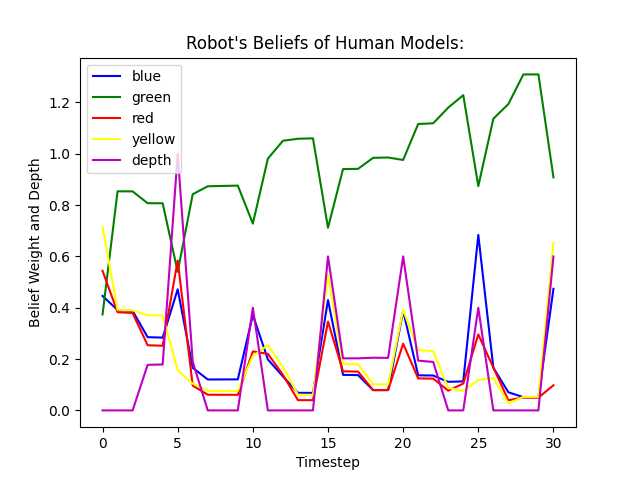 Robot's Beliefs of Human Models:
blue
green
red
yellow
depth
Belief Weight and Depth
1.2
1.0
0.8
0.6
0.4
0.2
0.0
0 5 10 15 20 25 30
Timestep